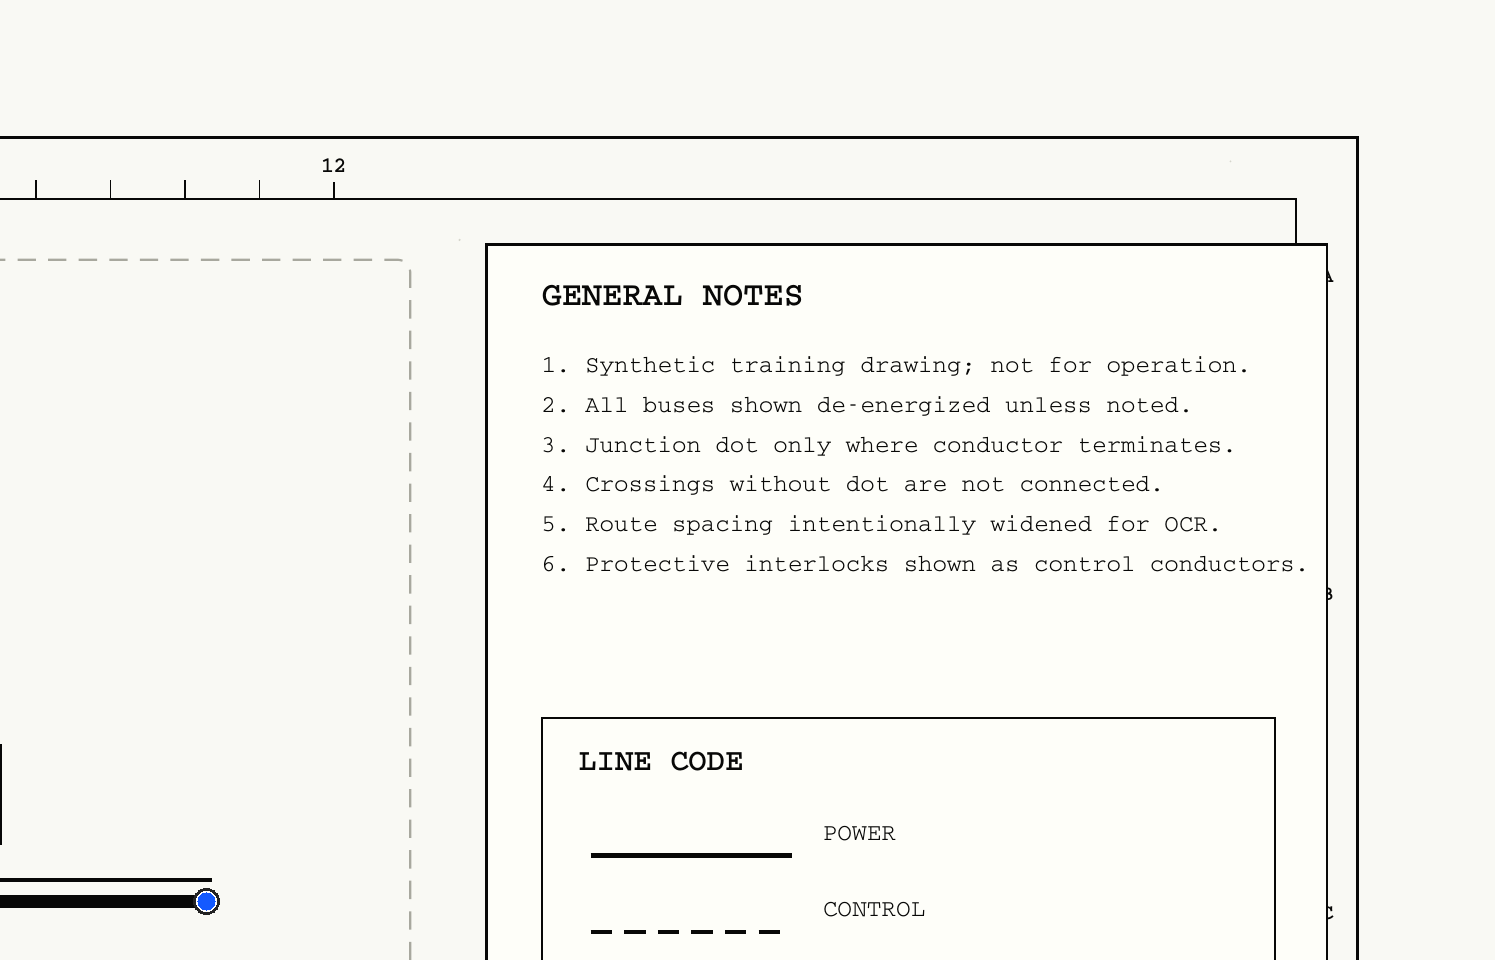 12
GENERAL NOTES
1. Synthetic training drawing; not for operation.
2. All buses shown de-energized unless noted.
3. Junction dot only where conductor terminates.
4. Crossings without dot are not connected.
5. Route spacing intentionally widened for OCR.
6. Protective interlocks shown as control conductors.
LINE CODE
POWER
CONTROL